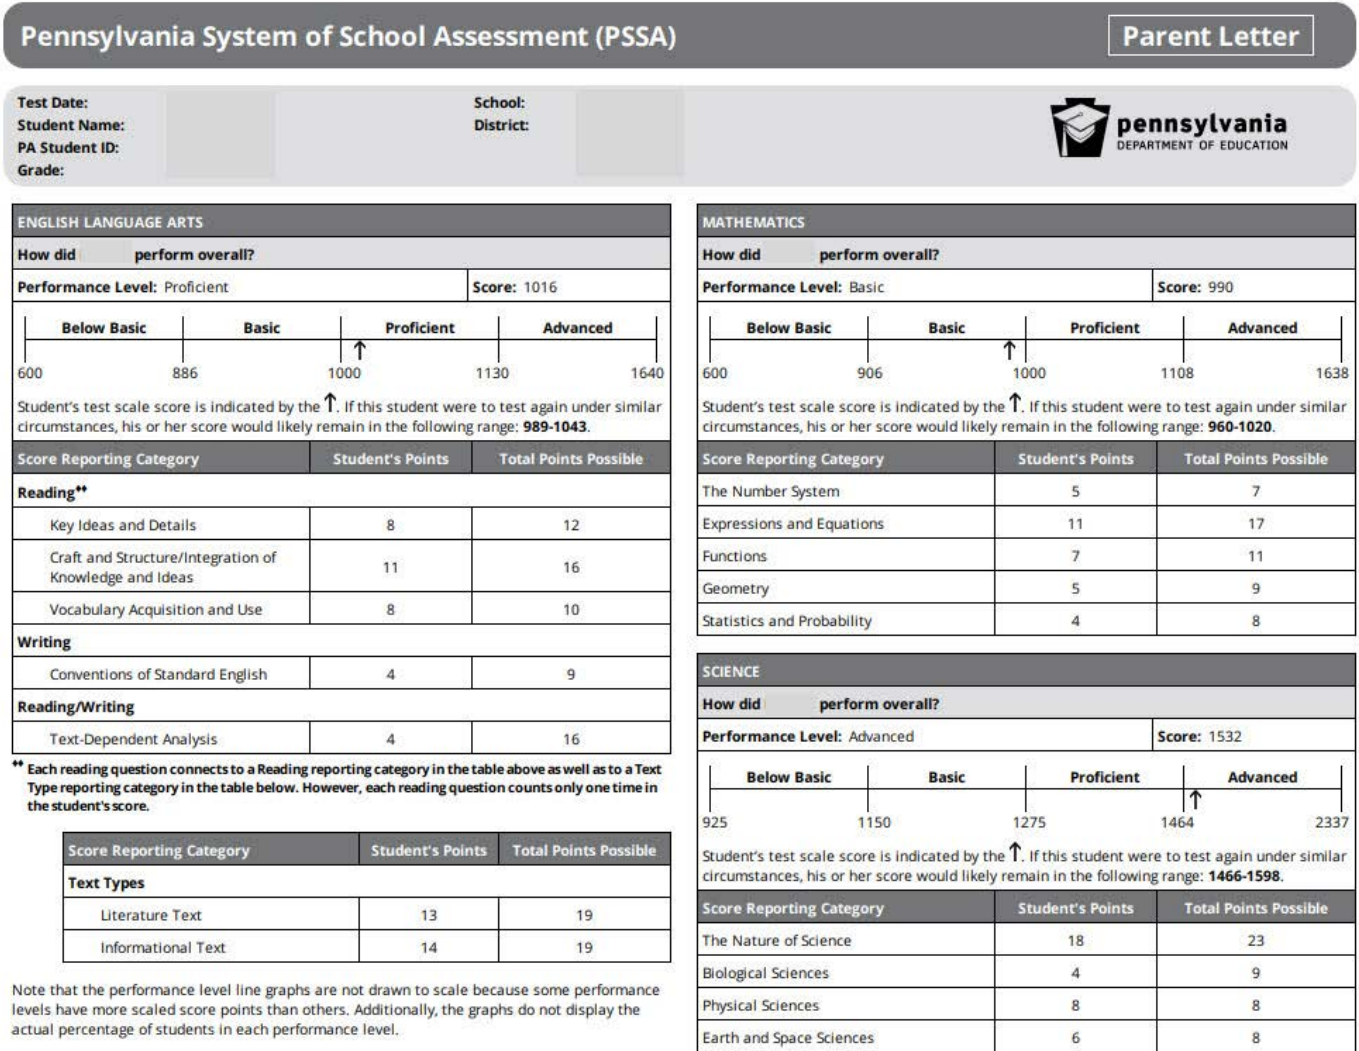 Pennsylvania System of School Assessment (PSSA)
Parent Letter
Test Date:
Student Name:
PA Student ID:
Grade:
School:
District:
pennsylvania
DEPARTMENT OF EDUCATION
ENGLISH LANGUAGE ARTS
How did perform overall?
Performance Level: Proficient Score: 1016
Below Basic Basic Proficient Advanced
600 886 1000 1130 1640
Student's test scale score is indicated by the ↑. If this student were to test again under similar
circumstances, his or her score would likely remain in the following range: 989-1043.
Score Reporting Category Student's Points Total Points Possible
Reading♦♦
Key Ideas and Details 8 12
Craft and Structure/Integration of
Knowledge and Ideas 11 16
Vocabulary Acquisition and Use 8 10
Writing
Conventions of Standard English 4 9
Reading/Writing
Text-Dependent Analysis 4 16
♦♦ Each reading question connects to a Reading reporting category in the table above as well as to a Text
Type reporting category in the table below. However, each reading question counts only one time in
the student's score.
Score Reporting Category Student's Points Total Points Possible
Text Types
Literature Text 13 19
Informational Text 14 19
Note that the performance level line graphs are not drawn to scale because some performance
levels have more scaled score points than others. Additionally, the graphs do not display the
actual percentage of students in each performance level.
MATHEMATICS
How did perform overall?
Performance Level: Basic Score: 990
Below Basic Basic Proficient Advanced
600 906 1000 1108 1638
Student's test scale score is indicated by the ↑. If this student were to test again under similar
circumstances, his or her score would likely remain in the following range: 960-1020.
Score Reporting Category Student's Points Total Points Possible
The Number System 5 7
Expressions and Equations 11 17
Functions 7 11
Geometry 5 9
Statistics and Probability 4 8
SCIENCE
How did perform overall?
Performance Level: Advanced Score: 1532
Below Basic Basic Proficient Advanced
925 1150 1275 1464 2337
Student's test scale score is indicated by the ↑. If this student were to test again under similar
circumstances, his or her score would likely remain in the following range: 1466-1598.
Score Reporting Category Student's Points Total Points Possible
The Nature of Science 18 23
Biological Sciences 4 9
Physical Sciences 8 8
Earth and Space Sciences 6 8